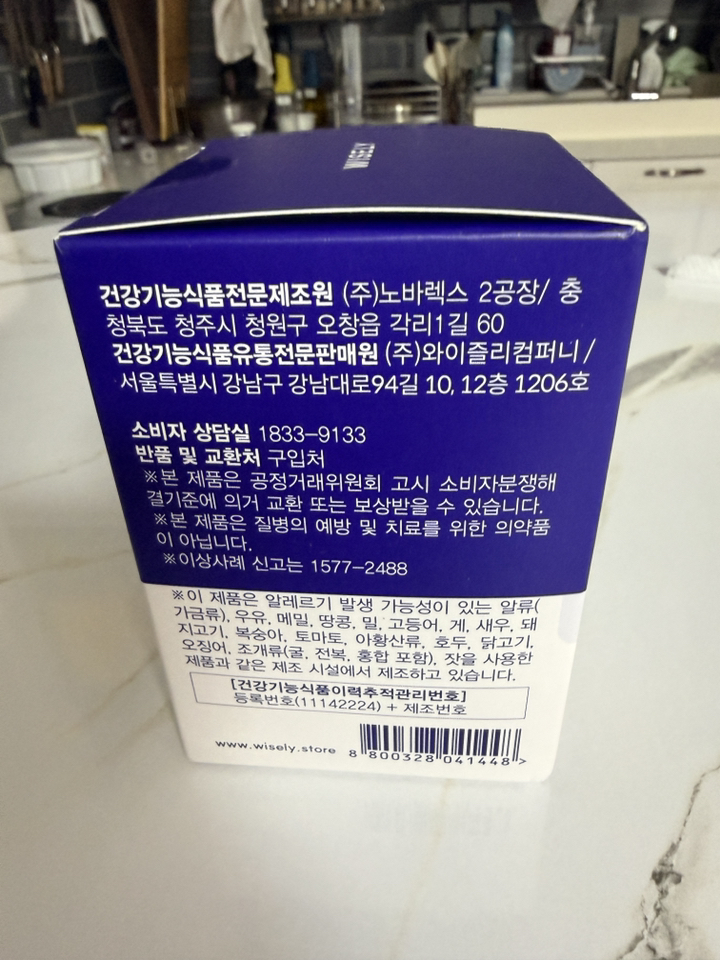 WISELY
건강기능식품전문제조원 (주)노바렉스 2공장/ 충
청북도 청주시 청원구 오창읍 각리1길 60
건강기능식품유통전문판매원 (주)와이즐리컴퍼니 /
서울특별시 강남구 강남대로94길 10, 12층 1206호
소비자 상담실 1833-9133
반품 및 교환처 구입처
※본 제품은 공정거래위원회 고시 소비자분쟁해
결기준에 의거 교환 또는 보상받을 수 있습니다.
※본 제품은 질병의 예방 및 치료를 위한 의약품
이 아닙니다.
※이상사례 신고는 1577-2488
※이 제품은 알레르기 발생 가능성이 있는 알류(
가금류), 우유, 메밀, 땅콩, 밀, 고등어, 게, 새우, 돼
지고기, 복숭아, 토마토, 아황산류, 호두, 닭고기,
오징어, 조개류(굴, 전복, 홍합 포함), 잣을 사용한
제품과 같은 제조 시설에서 제조하고 있습니다.
[건강기능식품이력추적관리번호]
등록번호(11142224) + 제조번호
www.wisely.store 8 800328 041448 >